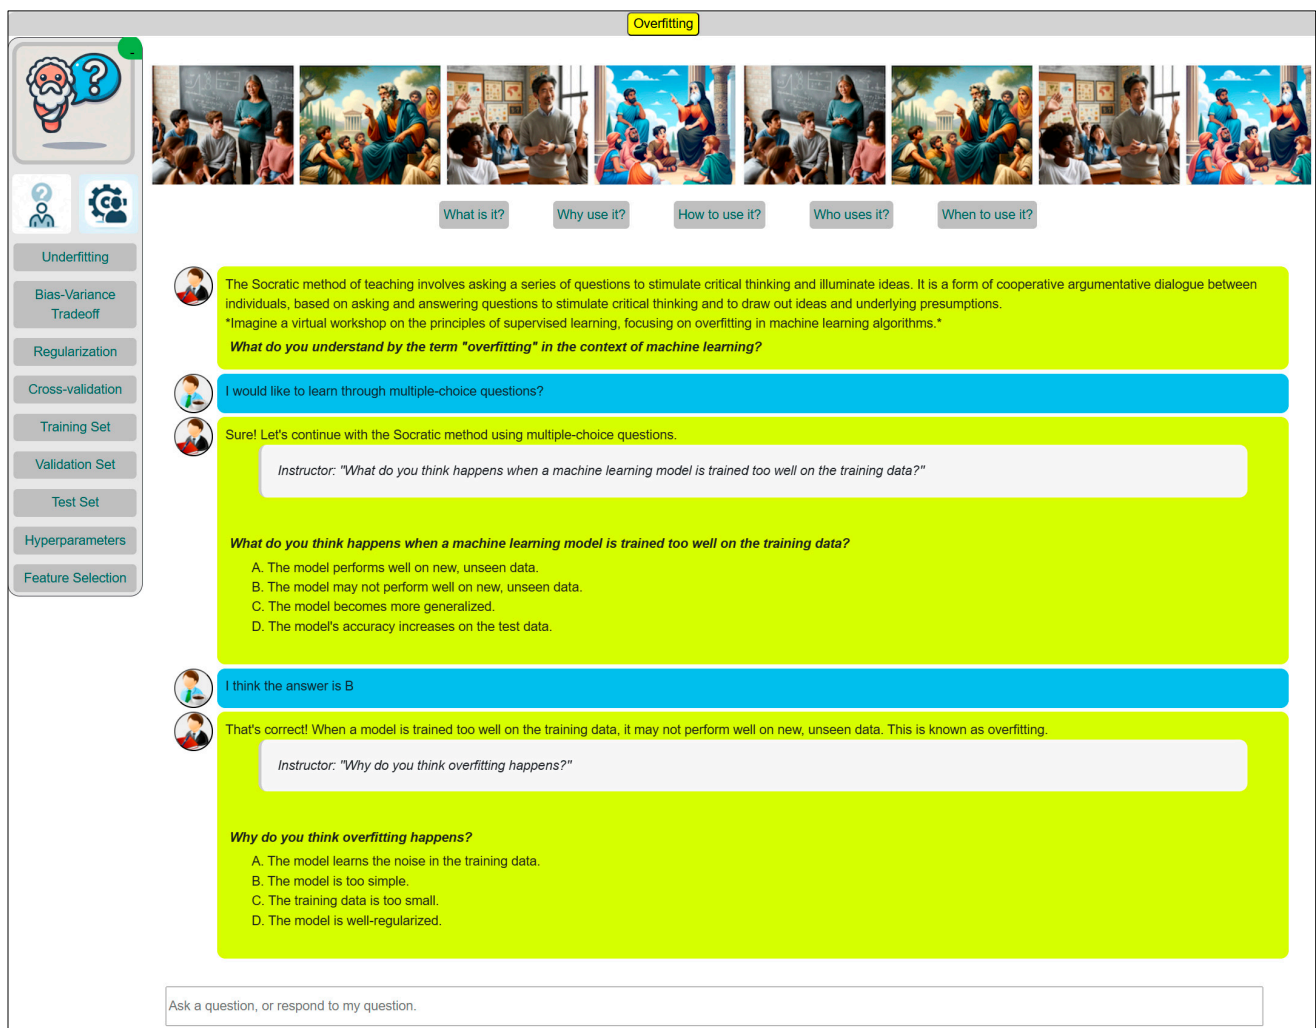 Overfitting
-
What is it?
Why use it?
How to use it?
Who uses it?
When to use it?
Underfitting
Bias-Variance
Tradeoff
Regularization
Cross-validation
Training Set
Validation Set
Test Set
Hyperparameters
Feature Selection
The Socratic method of teaching involves asking a series of questions to stimulate critical thinking and illuminate ideas. It is a form of cooperative argumentative dialogue between
individuals, based on asking and answering questions to stimulate critical thinking and to draw out ideas and underlying presumptions.
*Imagine a virtual workshop on the principles of supervised learning, focusing on overfitting in machine learning algorithms.*
What do you understand by the term "overfitting" in the context of machine learning?
I would like to learn through multiple-choice questions?
Sure! Let's continue with the Socratic method using multiple-choice questions.
Instructor: "What do you think happens when a machine learning model is trained too well on the training data?"
What do you think happens when a machine learning model is trained too well on the training data?
A. The model performs well on new, unseen data.
B. The model may not perform well on new, unseen data.
C. The model becomes more generalized.
D. The model's accuracy increases on the test data.
I think the answer is B
That's correct! When a model is trained too well on the training data, it may not perform well on new, unseen data. This is known as overfitting.
Instructor: "Why do you think overfitting happens?"
Why do you think overfitting happens?
A. The model learns the noise in the training data.
B. The model is too simple.
C. The training data is too small.
D. The model is well-regularized.
Ask a question, or respond to my question.